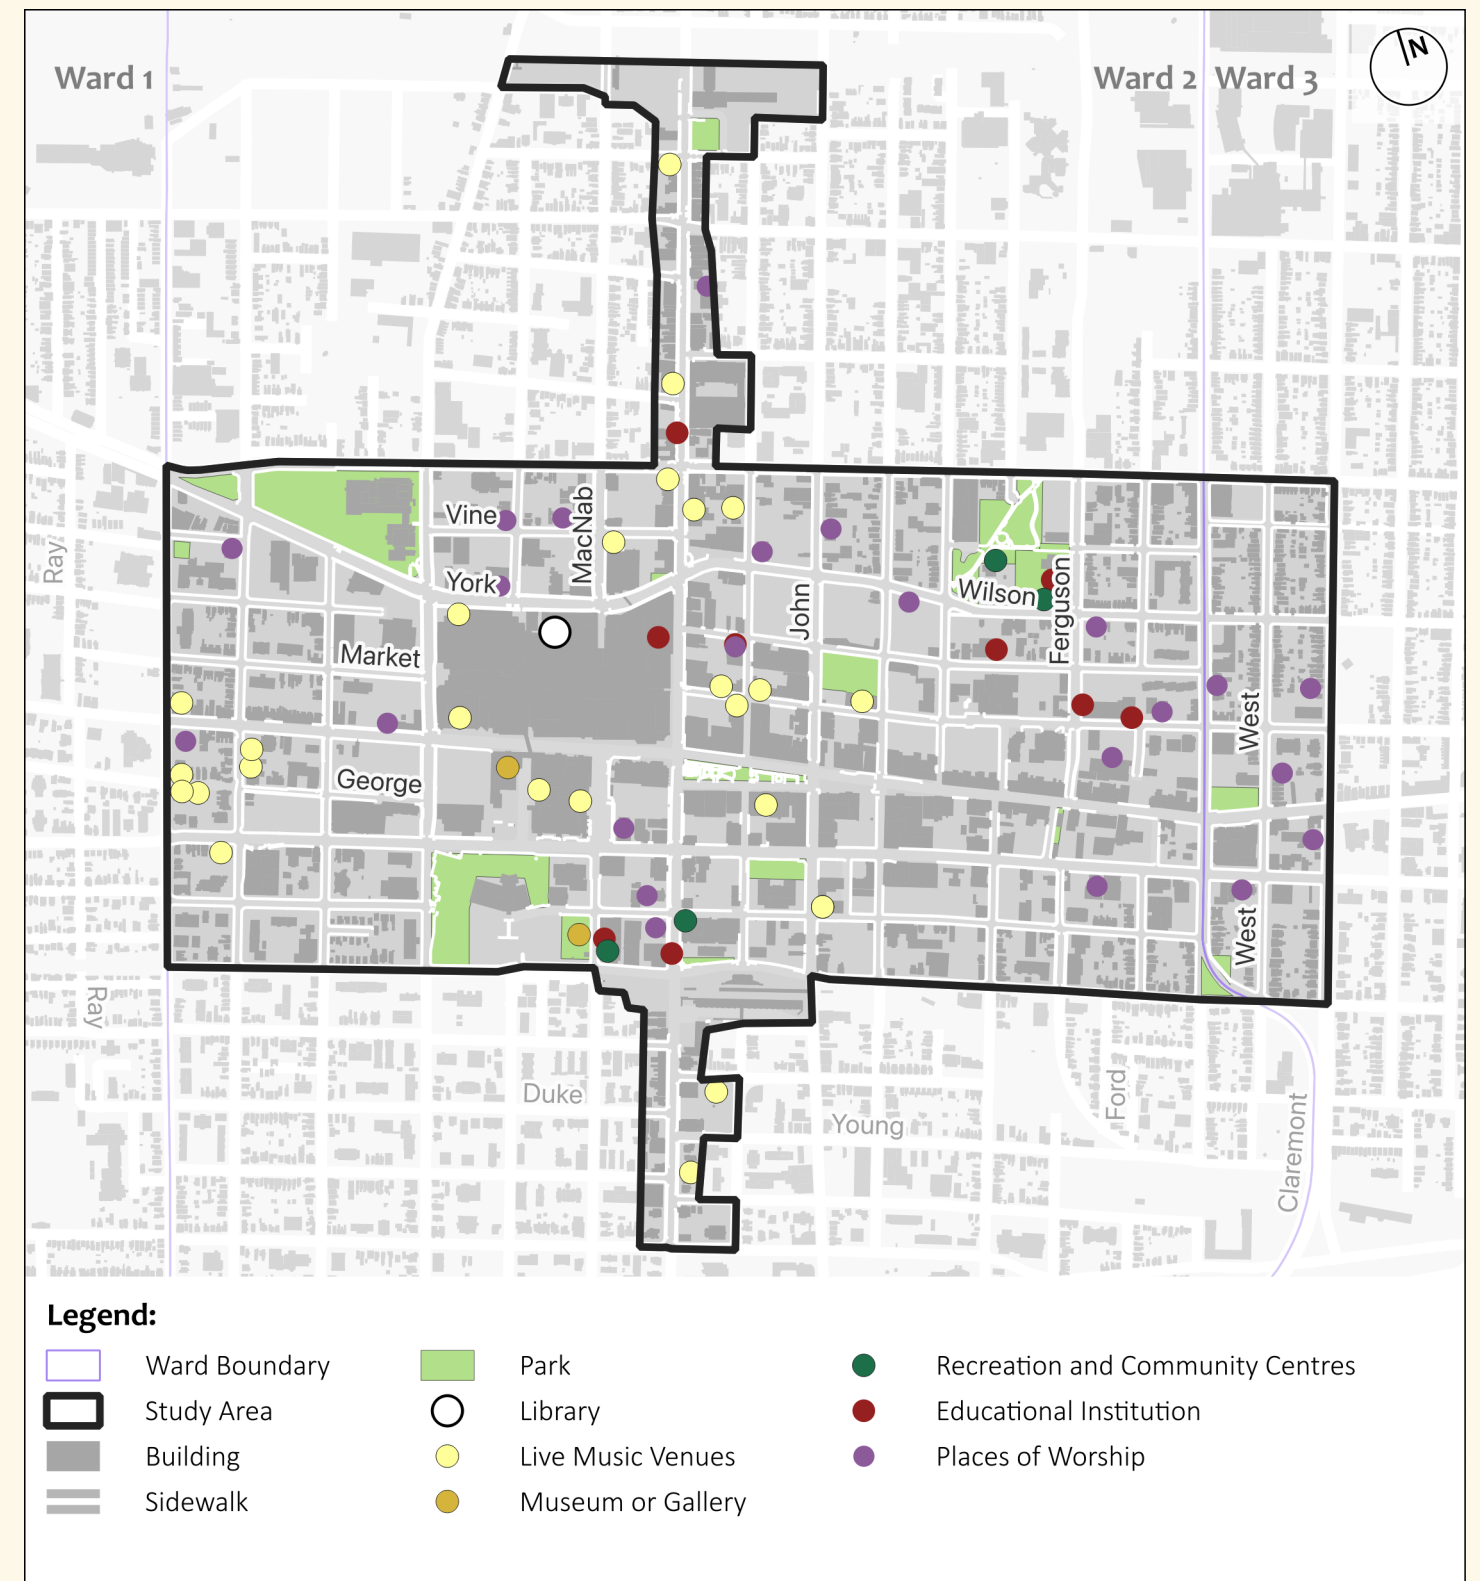 Ward 1
Ward 2
Ward 3
N
Vine
MacNab
York
Ray
Wilson
John
Ferguson
Market
West
George
West
Ray
Duke
Young
Ford
Claremont
Legend:
Ward Boundary
Park
Recreation and Community Centres
Study Area
Library
Educational Institution
Building
Live Music Venues
Places of Worship
Sidewalk
Museum or Gallery